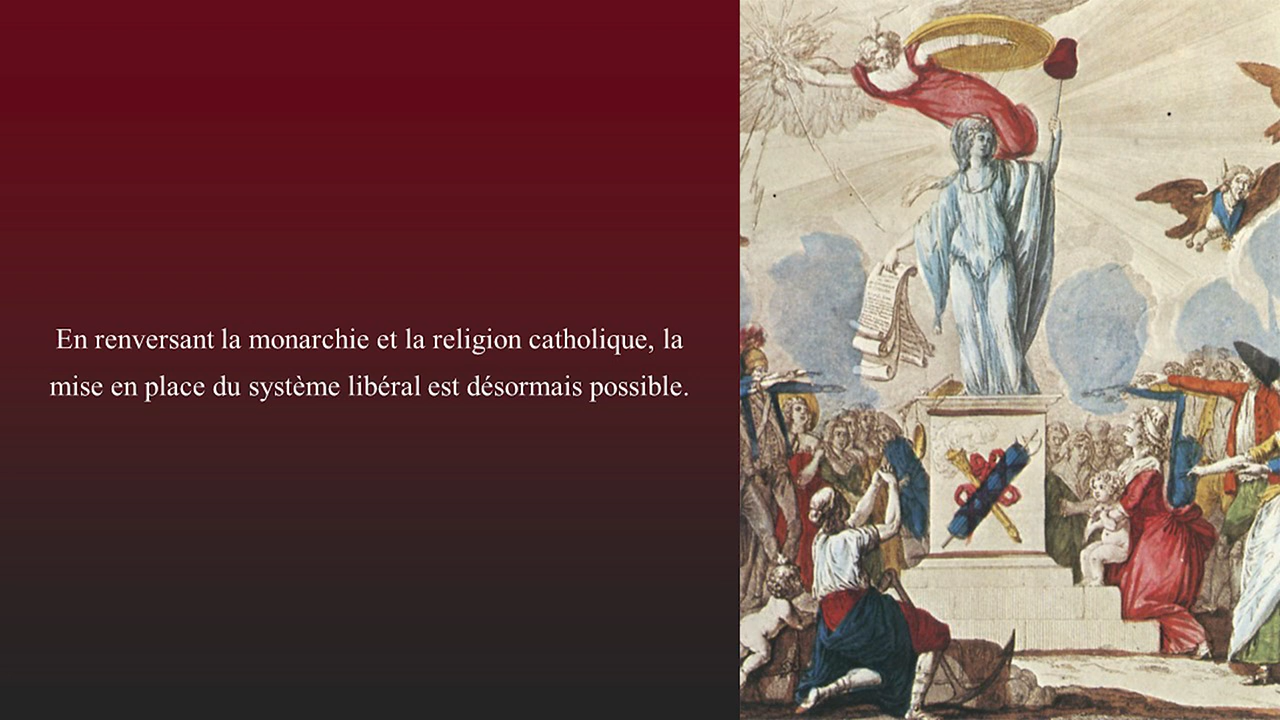 En renversant la monarchie et la religion catholique, la
mise en place du système libéral est désormais possible.